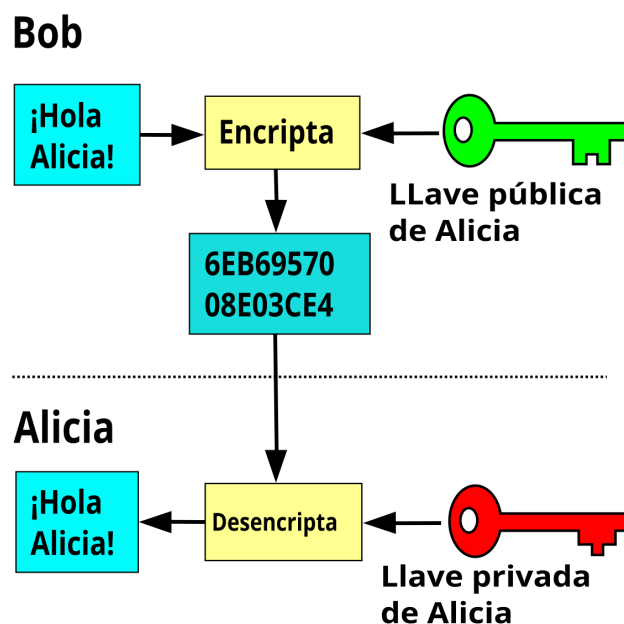 Bob
¡Hola
Alicia!
Encripta
LLave pública
de Alicia
6EB69570
08E03CE4
Alicia
¡Hola
Alicia!
Desencripta
Llave privada
de Alicia